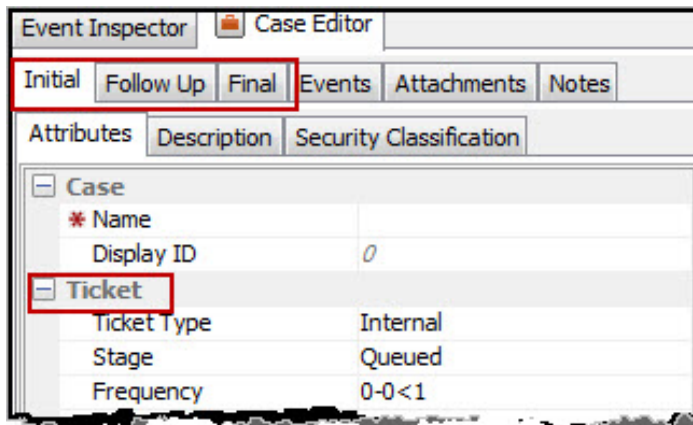 Event Inspector Case Editor
Initial Follow Up Final Events Attachments Notes
Attributes Description Security Classification
Case
* Name
Display ID 0
Ticket
Ticket Type Internal
Stage Queued
Frequency 0-0<1